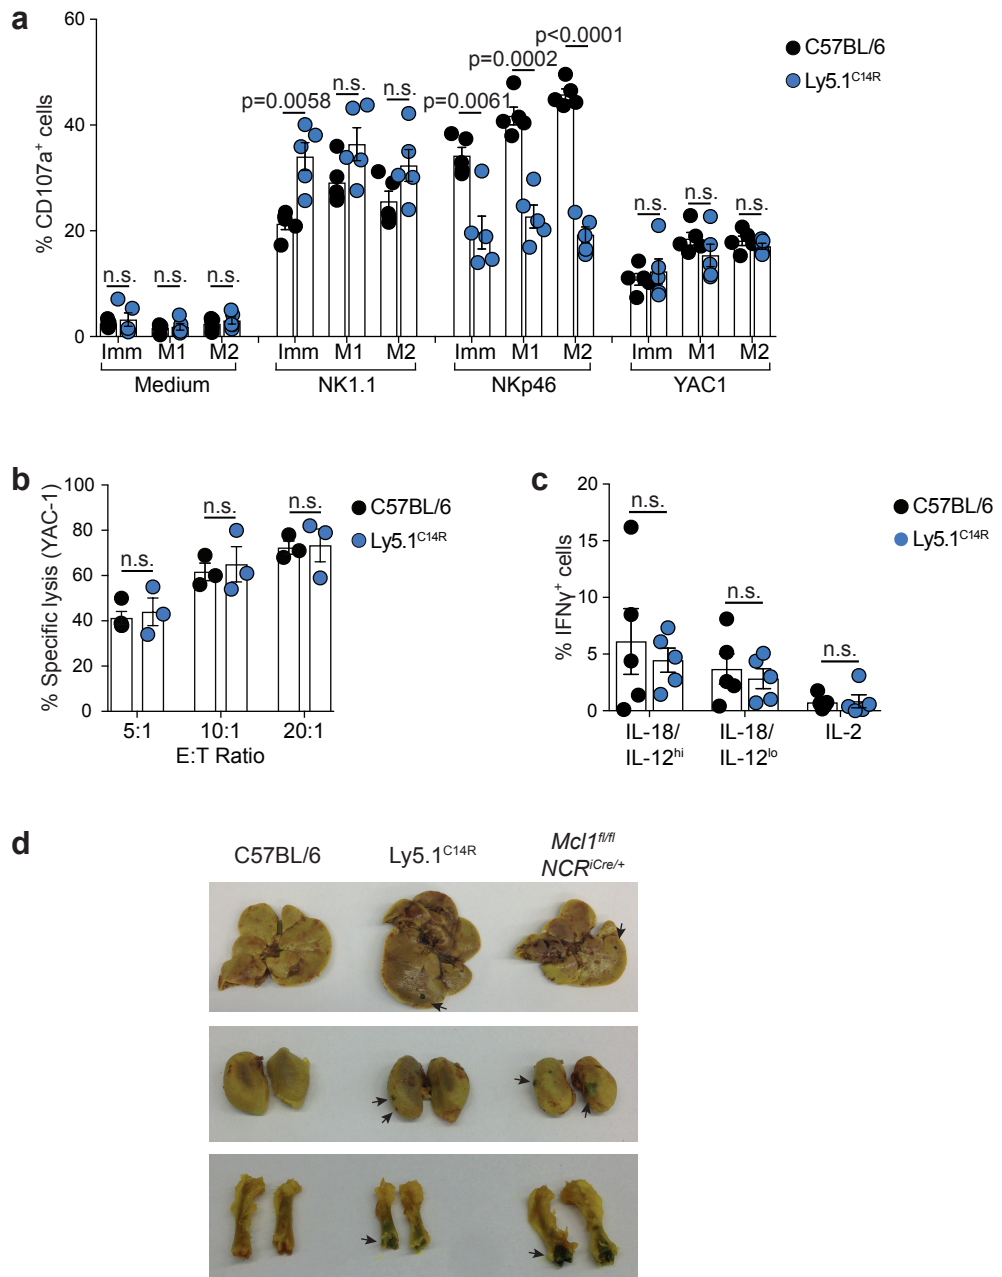 a
60
C57BL/6
Ly5.1C14R
p<0.0001
p=0.0002
n.s.
n.s.
p=0.0058
p=0.0061
% CD107a+ cells
40
n.s.
n.s.
n.s.
20
n.s.
n.s.
n.s.
0
Imm M1 M2 Imm M1 M2 Imm M1 M2 Imm M1 M2
Medium NK1.1 NKp46 YAC1
b
100
C57BL/6
Ly5.1C14R
n.s.
n.s.
80
% Specific lysis (YAC-1)
n.s.
60
40
20
0
5:1 10:1 20:1
E:T Ratio
c
20
C57BL/6
Ly5.1C14R
n.s.
15
% IFNγ+ cells
10
n.s.
5
n.s.
0
IL-18/ IL-18/ IL-2
IL-12hi IL-12lo
d
C57BL/6 Ly5.1C14R Mcl1fl/fl
NCRiCre/+